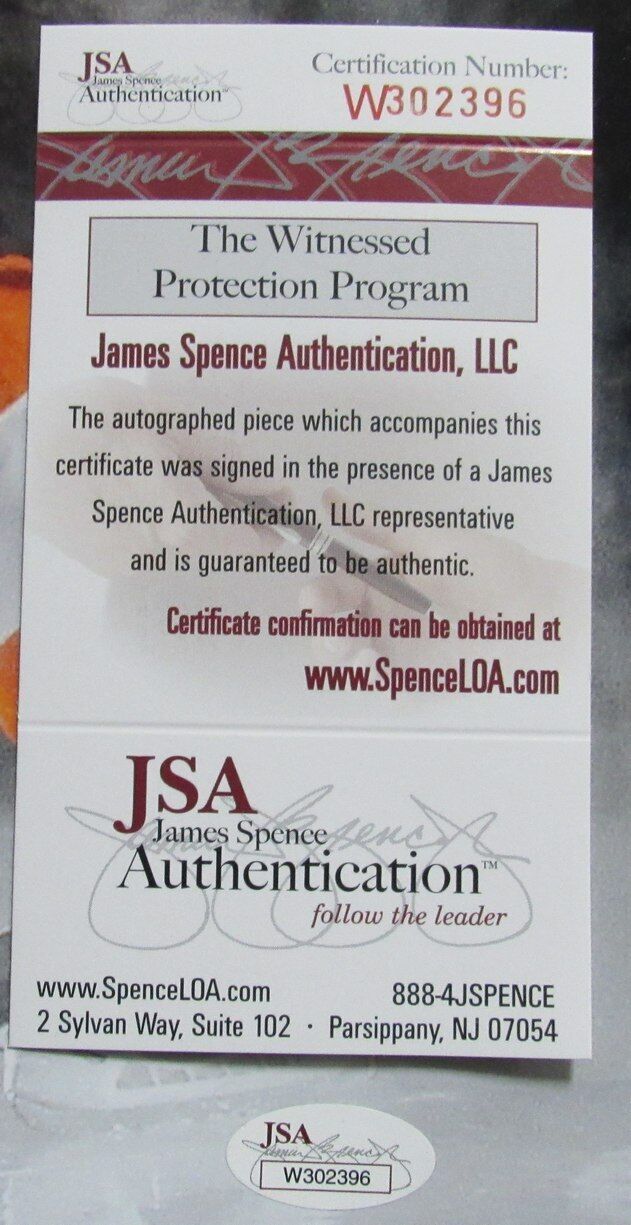 JSA
James Spence
Authentication™
Certification Number:
W302396
The Witnessed
Protection Program
James Spence Authentication, LLC
The autographed piece which accompanies this
certificate was signed in the presence of a James
Spence Authentication, LLC representative
and is guaranteed to be authentic.
Certificate confirmation can be obtained at
www.SpenceLOA.com
JSA
James Spence
Authentication™
follow the leader
www.SpenceLOA.com 888-4JSPENCE
2 Sylvan Way, Suite 102 · Parsippany, NJ 07054
JSA
W302396